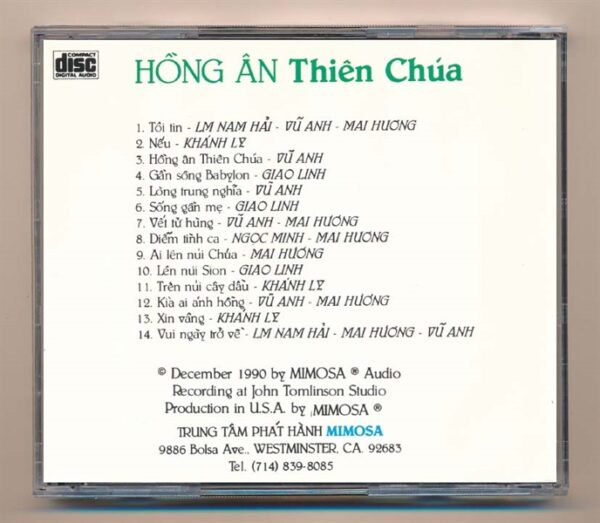 COMPACT
disc
DIGITAL AUDIO
HỒNG ÂN Thiên Chúa
1. Tôi tin - LM NAM HẢI - VŨ ANH - MAI HƯƠNG
2. Nếu - KHÁNH LY
3. Hồng ân Thiên Chúa - VŨ ANH
4. Gần sông Babylon - GIAO LINH
5. Lòng trung nghĩa - VŨ ANH
6. Sống gần mẹ - GIAO LINH
7. Vết tử hùng - VŨ ANH - MAI HƯƠNG
8. Diễm tình ca - NGỌC MINH - MAI HƯƠNG
9. Ai lên núi Chúa - MAI HƯƠNG
10. Lên núi Sion - GIAO LINH
11. Trên núi cây dầu - KHÁNH LY
12. Kìa ai ánh hồng - VŨ ANH - MAI HƯƠNG
13. Xin vâng - KHÁNH LY
14. Vui ngày trở về - LM NAM HẢI - MAI HƯƠNG - VŨ ANH
© December 1990 by MIMOSA ® Audio
Recording at John Tomlinson Studio
Production in U.S.A. by MIMOSA ®
TRUNG TÂM PHÁT HÀNH MIMOSA
9886 Bolsa Ave., WESTMINSTER, CA. 92683
Tel. (714) 839-8085